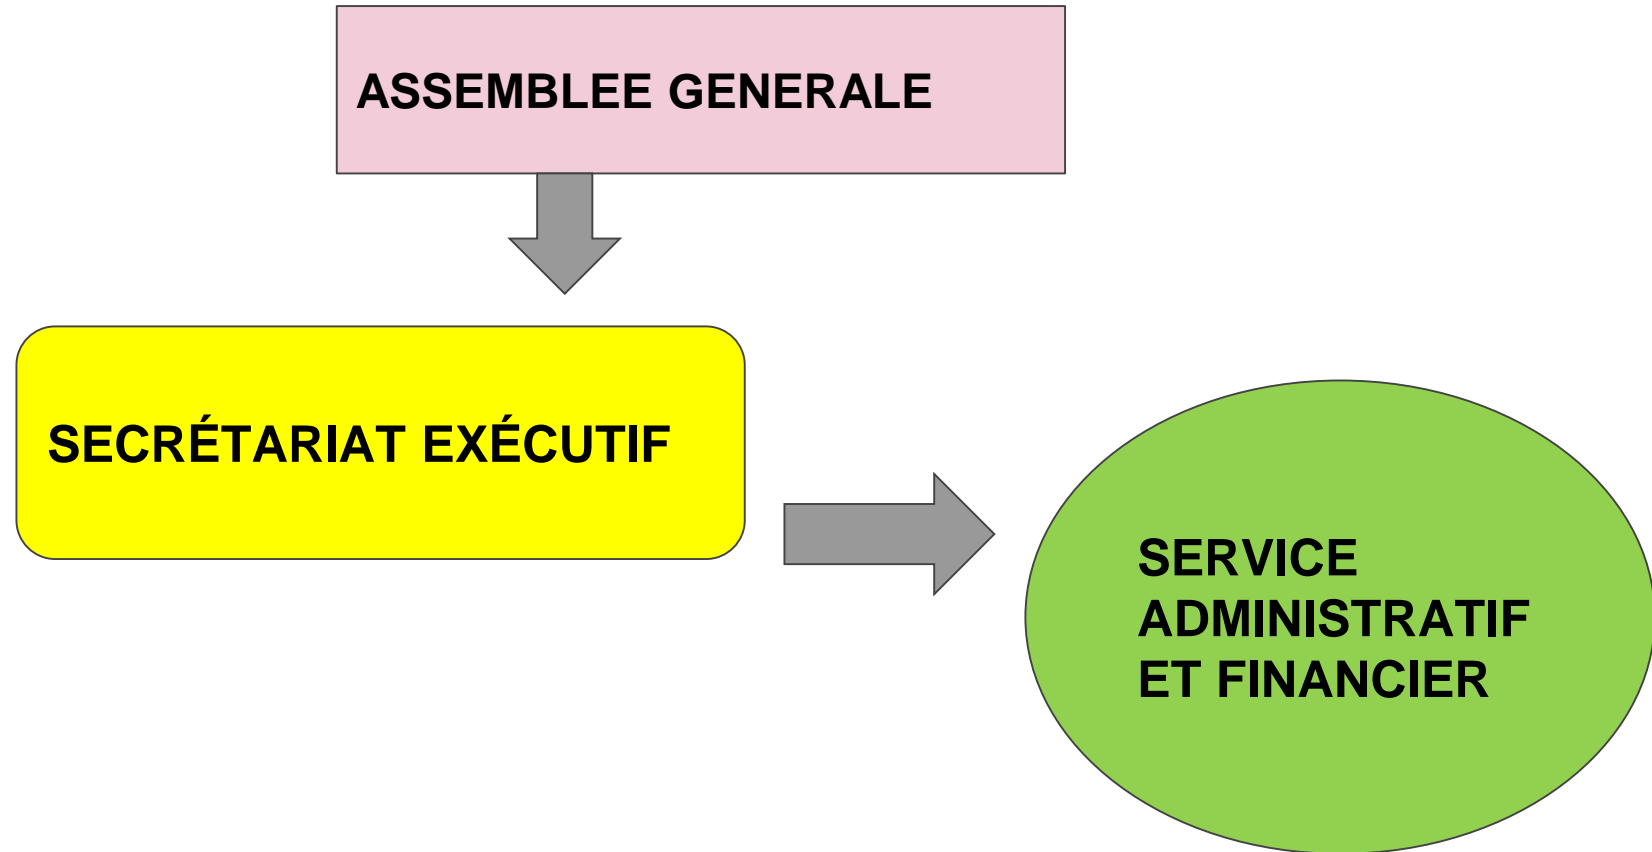 ASSEMBLEE GENERALE
SECRÉTARIAT EXÉCUTIF
SERVICE
ADMINISTRATIF
ET FINANCIER